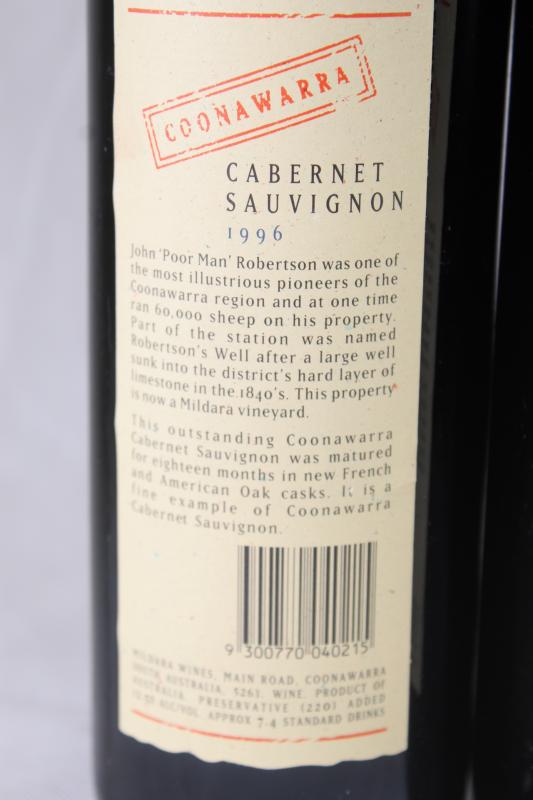 COONAWARRA
CABERNET
SAUVIGNON
1996
John 'Poor Man' Robertson was one of
the most illustrious pioneers of the
Coonawarra region and at one time
ran 60,000 sheep on his property.
Part of the station was named
Robertson's Well after a large well
sunk into the district's hard layer of
limestone in the 1840's. This property
is now a Mildara vineyard.
This outstanding Coonawarra
Cabernet Sauvignon was matured
for eighteen months in new French
and American Oak casks. It is a
fine example of Coonawarra
Cabernet Sauvignon.
9 300770 040215
MILDARA WINES, MAIN ROAD, COONAWARRA
SOUTH AUSTRALIA, 5263. WINE. PRODUCT OF
AUSTRALIA. PRESERVATIVE (220) ADDED
ALC/VOL. APPROX 7.4 STANDARD DRINKS